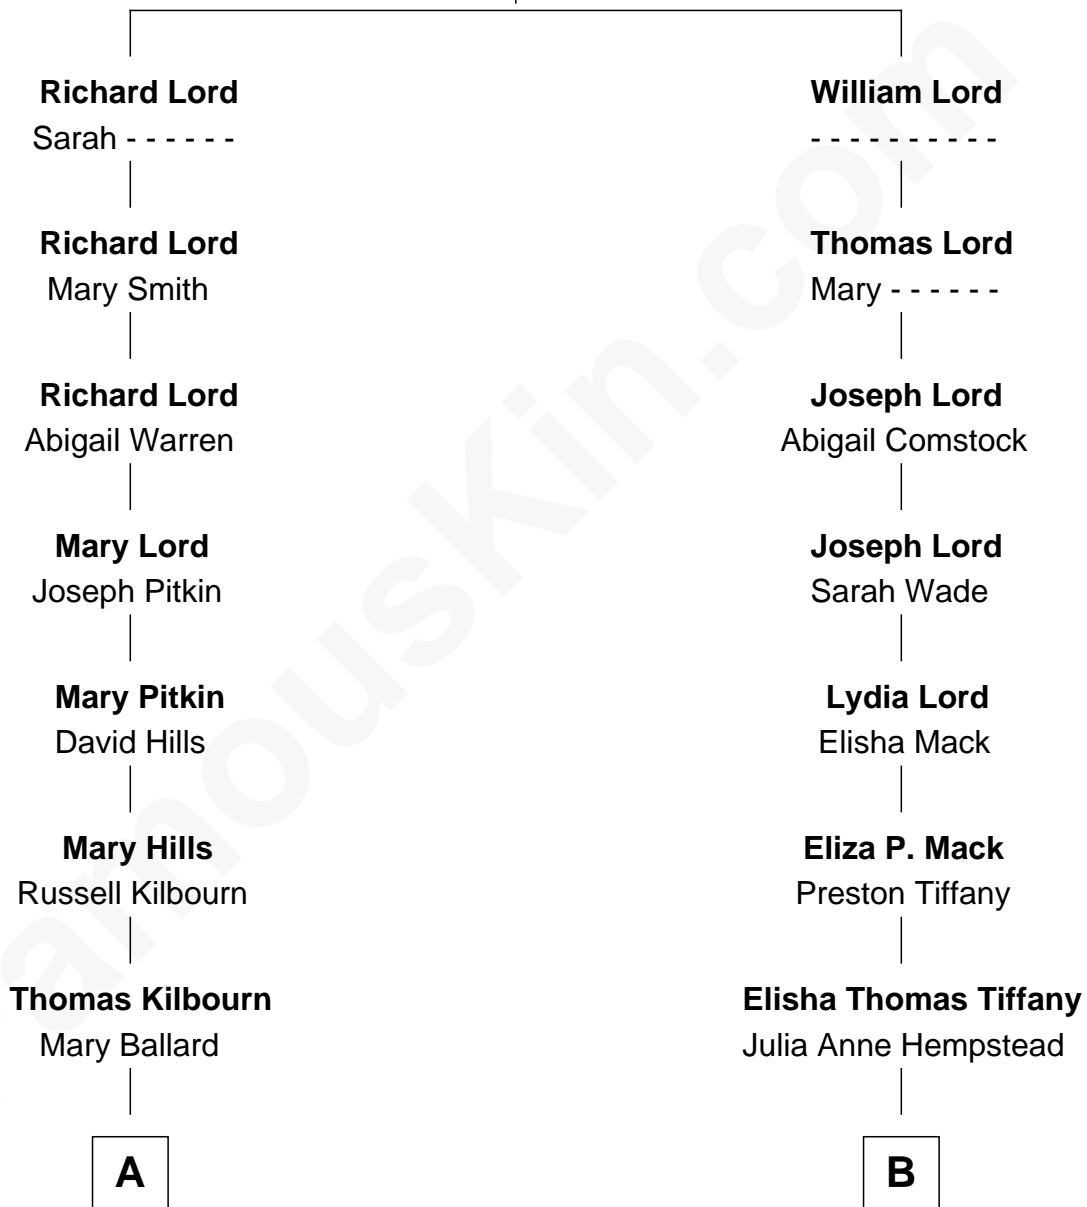 Richard Lord
Sarah - - - - - -
Richard Lord
Mary Smith
Richard Lord
Abigail Warren
Mary Lord
Joseph Pitkin
Mary Pitkin
David Hills
Mary Hills
Russell Kilbourn
Thomas Kilbourn
Mary Ballard
A
William Lord
- - - - - - - - - -
Thomas Lord
Mary - - - - - -
Joseph Lord
Abigail Comstock
Joseph Lord
Sarah Wade
Lydia Lord
Elisha Mack
Eliza P. Mack
Preston Tiffany
Elisha Thomas Tiffany
Julia Anne Hempstead
B
amousKin.com